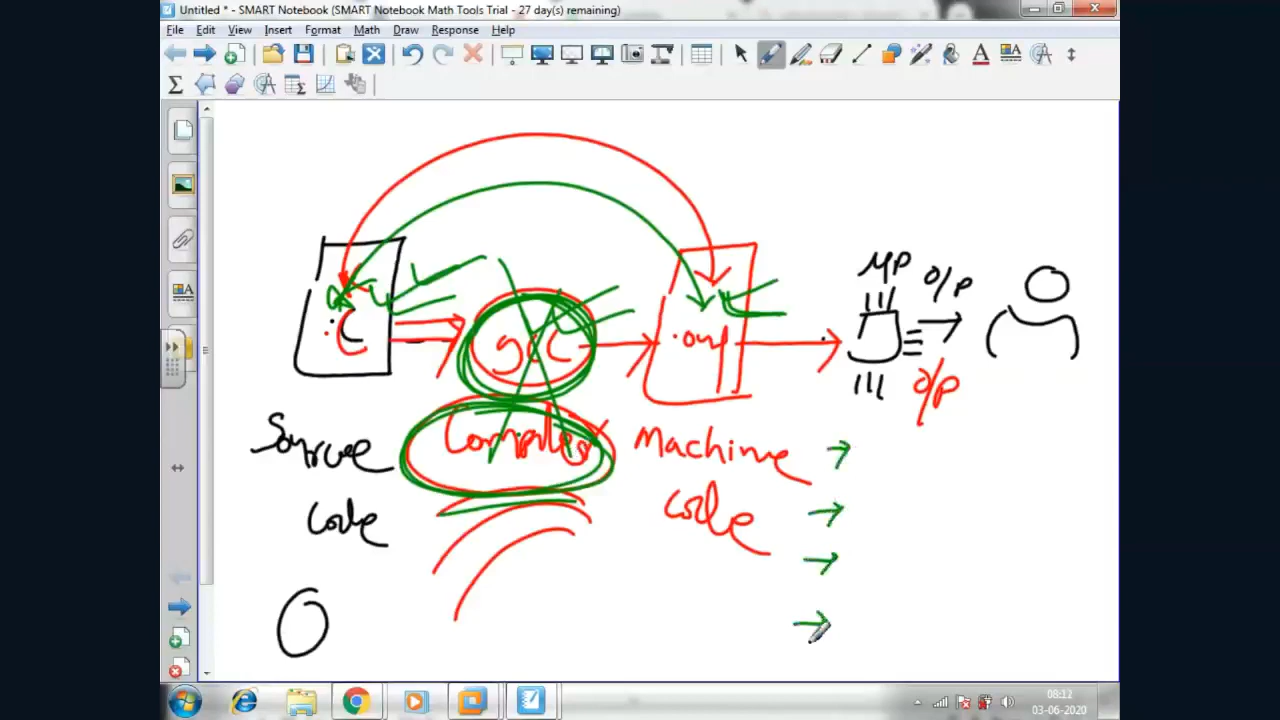 Untitled * - SMART Notebook (SMART Notebook Math Tools Trial - 27 day(s) remaining)
File Edit View Insert Format Math Draw Response Help
μP
O/P
.C
gcc
.out
O/P
Source
Code
Compiler
Machine
code
08:12
03-06-2020